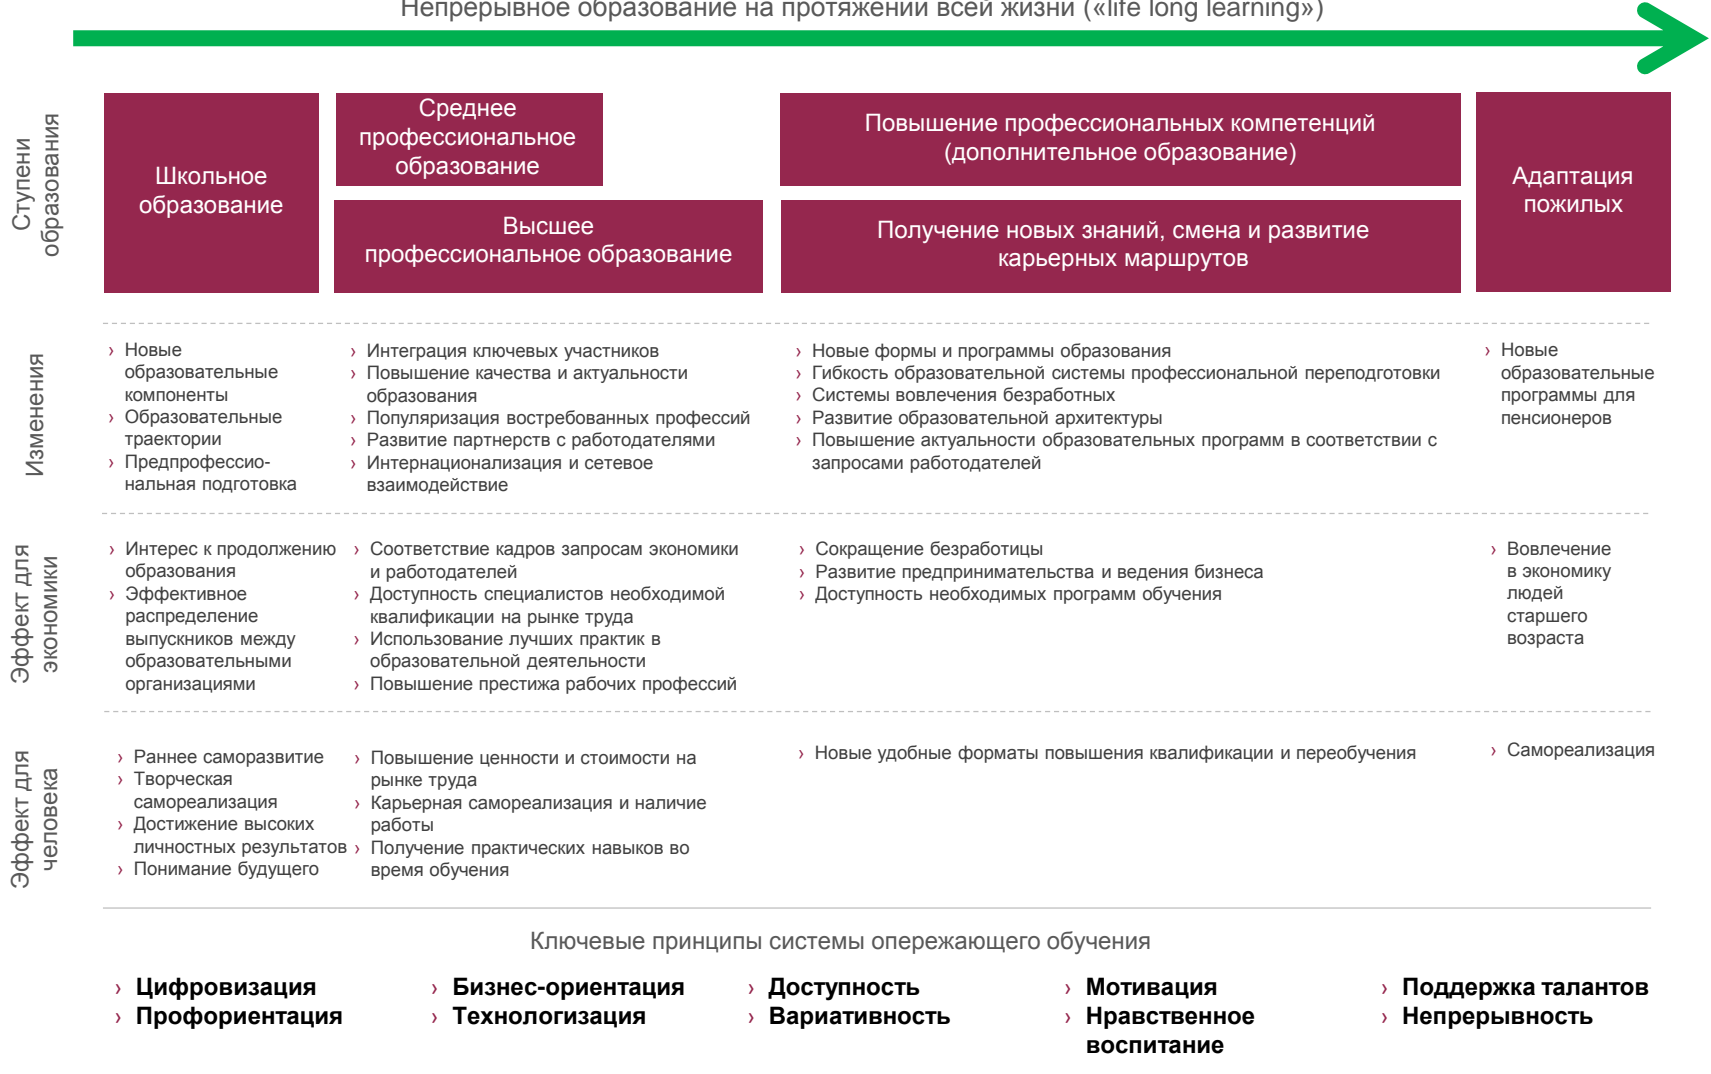 Непрерывное образование на протяжении всей жизни («life long learning»)
Ступени
образования
Школьное
образование
Среднее
профессиональное
образование
Высшее
профессиональное образование
Повышение профессиональных компетенций
(дополнительное образование)
Получение новых знаний, смена и развитие
карьерных маршрутов
Адаптация
пожилых
Изменения
› Новые
образовательные
компоненты
› Образовательные
траектории
› Предпрофессио-
нальная подготовка
› Интеграция ключевых участников
› Повышение качества и актуальности
образования
› Популяризация востребованных профессий
› Развитие партнерств с работодателями
› Интернационализация и сетевое
взаимодействие
› Новые формы и программы образования
› Гибкость образовательной системы профессиональной переподготовки
› Системы вовлечения безработных
› Развитие образовательной архитектуры
› Повышение актуальности образовательных программ в соответствии с
запросами работодателей
› Новые
образовательные
программы для
пенсионеров
Эффект для
экономики
› Интерес к продолжению
образования
› Эффективное
распределение
выпускников между
образовательными
организациями
› Соответствие кадров запросам экономики
и работодателей
› Доступность специалистов необходимой
квалификации на рынке труда
› Использование лучших практик в
образовательной деятельности
› Повышение престижа рабочих профессий
› Сокращение безработицы
› Развитие предпринимательства и ведения бизнеса
› Доступность необходимых программ обучения
› Вовлечение
в экономику
людей
старшего
возраста
Эффект для
человека
› Раннее саморазвитие
› Творческая
самореализация
› Достижение высоких
личностных результатов
› Понимание будущего
› Повышение ценности и стоимости на
рынке труда
› Карьерная самореализация и наличие
работы
› Получение практических навыков во
время обучения
› Новые удобные форматы повышения квалификации и переобучения
› Самореализация
Ключевые принципы системы опережающего обучения
› Цифровизация
› Профориентация
› Бизнес-ориентация
› Технологизация
› Доступность
› Вариативность
› Мотивация
› Нравственное
воспитание
› Поддержка талантов
› Непрерывность